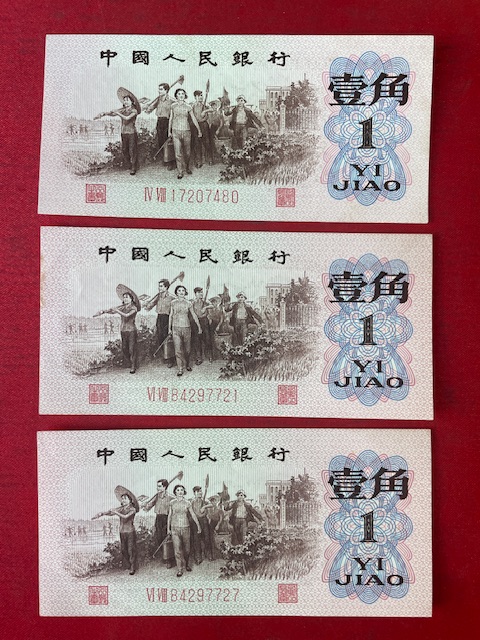 中國人民銀行
壹角
1
YI
JIAO
IV VIII 17207480
中國人民銀行
壹角
1
YI
JIAO
VI VIII 84297721
中國人民銀行
壹角
1
YI
JIAO
VI VIII 84297727